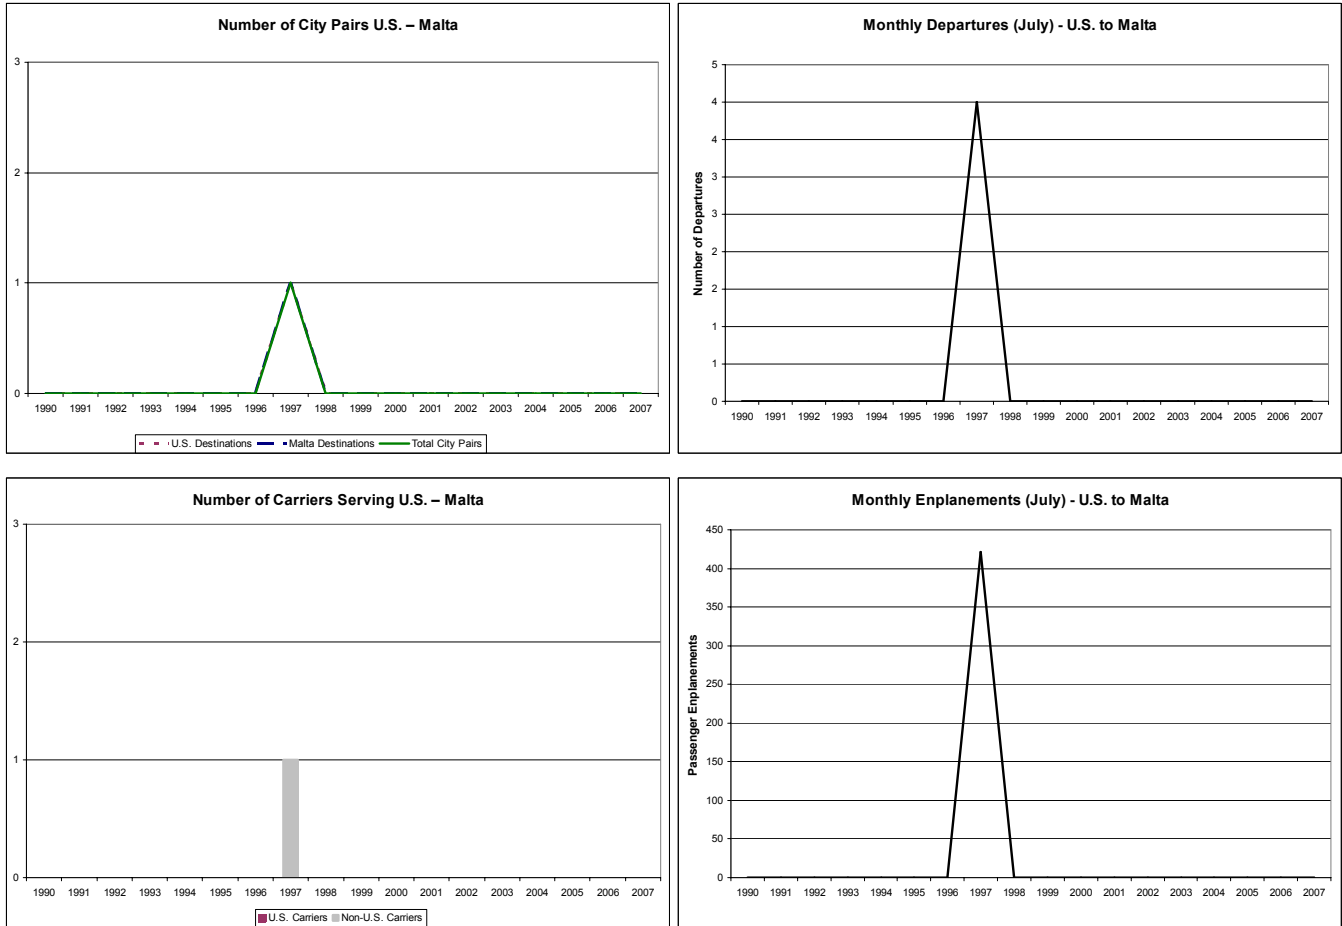 Number of City Pairs U.S. – Malta
3
2
1
0
1990 1991 1992 1993 1994 1995 1996 1997 1998 1999 2000 2001 2002 2003 2004 2005 2006 2007
U.S. Destinations Malta Destinations Total City Pairs
Monthly Departures (July) - U.S. to Malta
Number of Departures
5
4
4
3
3
2
2
1
1
0
1990 1991 1992 1993 1994 1995 1996 1997 1998 1999 2000 2001 2002 2003 2004 2005 2006 2007
Number of Carriers Serving U.S. – Malta
3
2
1
0
1990 1991 1992 1993 1994 1995 1996 1997 1998 1999 2000 2001 2002 2003 2004 2005 2006 2007
U.S. Carriers Non-U.S. Carriers
Monthly Enplanements (July) - U.S. to Malta
Passenger Enplanements
450
400
350
300
250
200
150
100
50
0
1990 1991 1992 1993 1994 1995 1996 1997 1998 1999 2000 2001 2002 2003 2004 2005 2006 2007